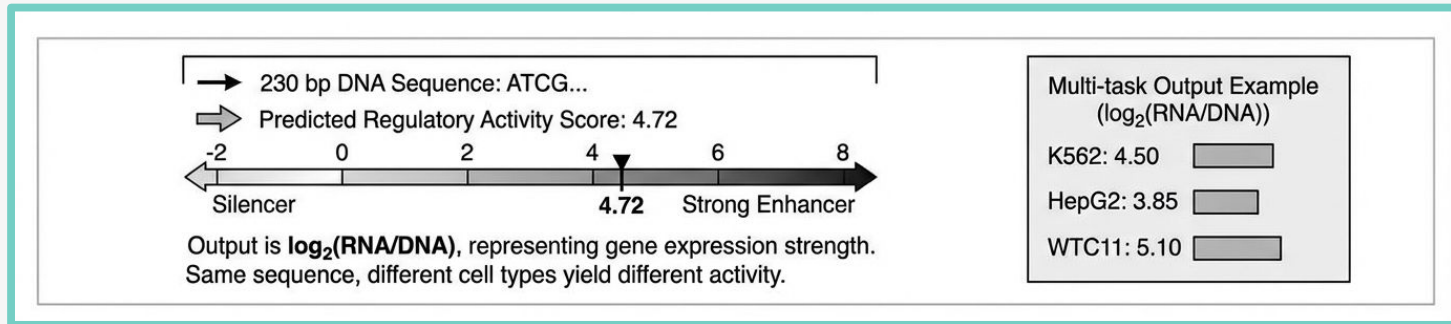 230 bp DNA Sequence: ATCG...
Predicted Regulatory Activity Score: 4.72
-2 0 2 4 6 8
Silencer 4.72 Strong Enhancer
Output is log₂(RNA/DNA), representing gene expression strength.
Same sequence, different cell types yield different activity.
Multi-task Output Example
(log₂(RNA/DNA))
K562: 4.50
HepG2: 3.85
WTC11: 5.10